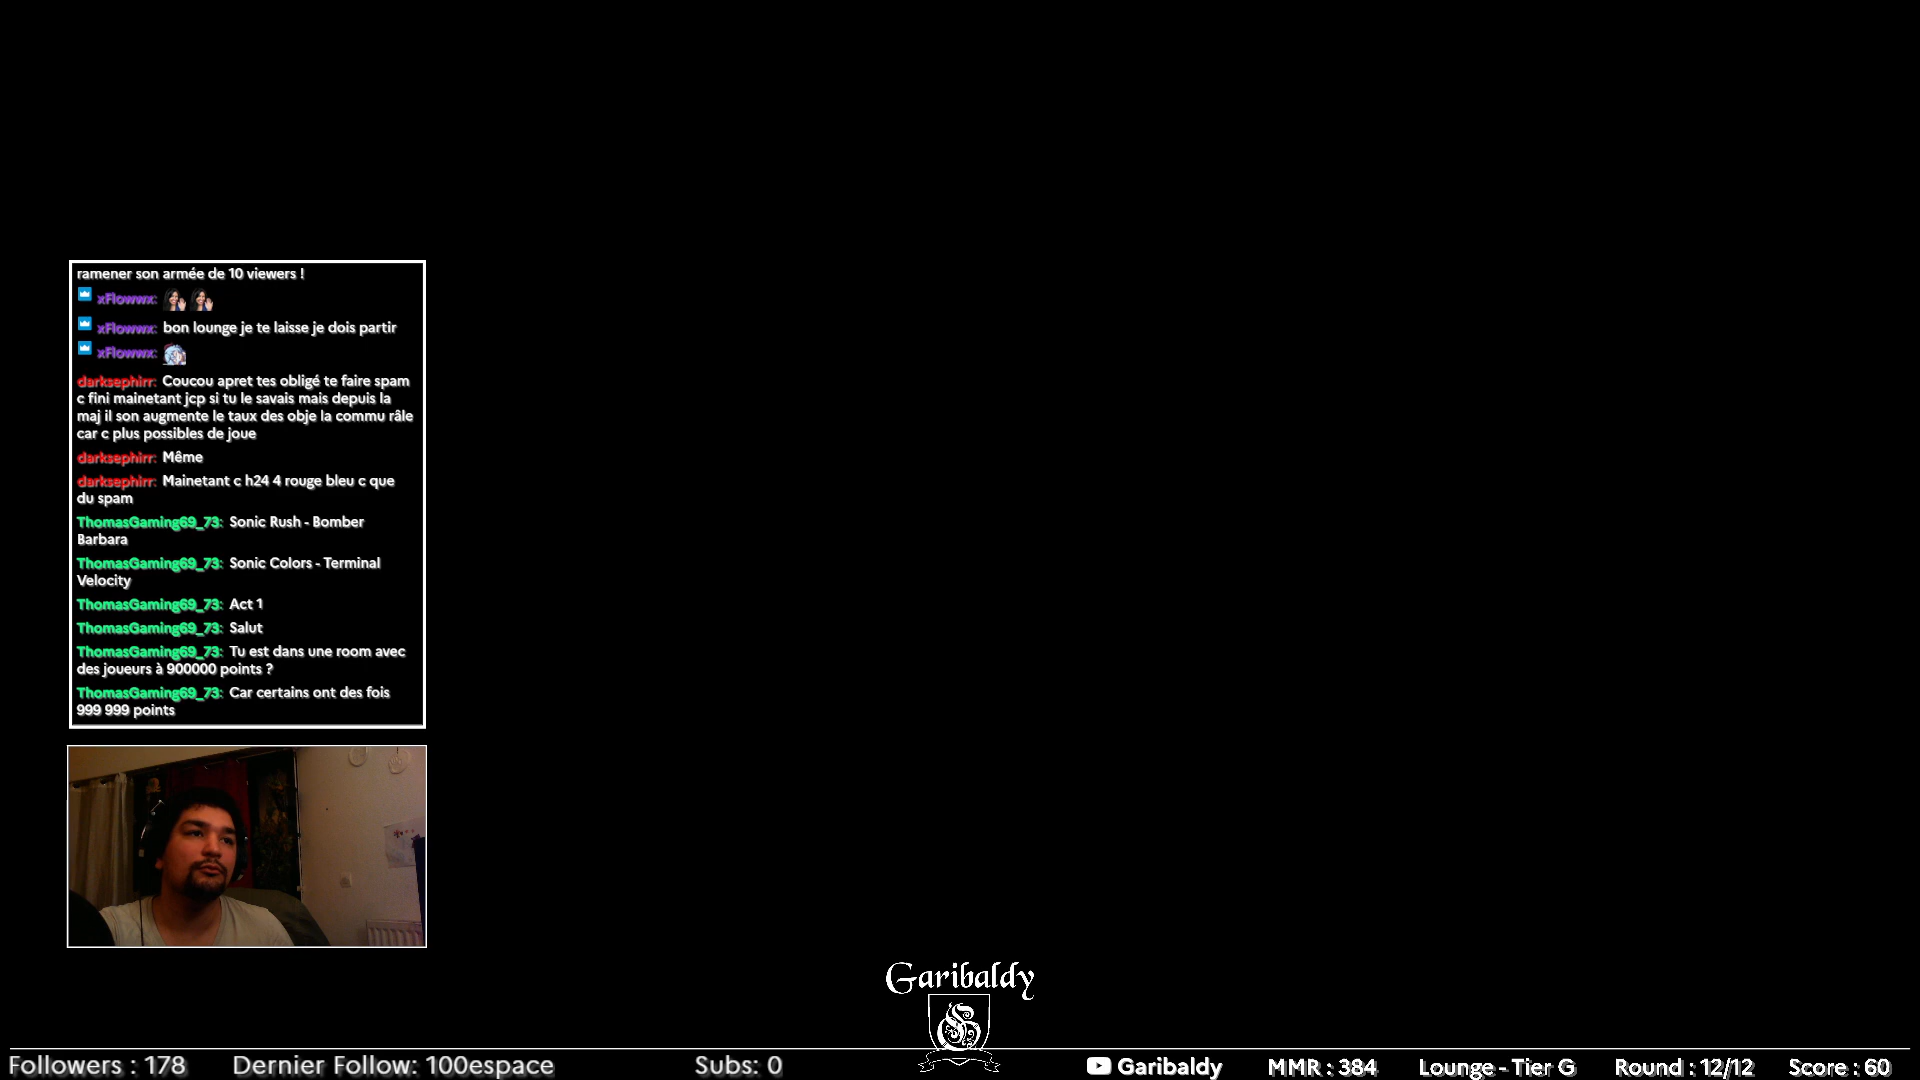 ramener son armée de 10 viewers !
xFlowwx:
xFlowwx: bon lounge je te laisse je dois partir
xFlowwx:
darksephirr: Coucou apret tes obligé te faire spam
c fini mainetant jcp si tu le savais mais depuis la
maj il son augmente le taux des obje la commu râle
car c plus possibles de joue
darksephirr: Même
darksephirr: Mainetant c h24 4 rouge bleu c que
du spam
ThomasGaming69_73: Sonic Rush - Bomber
Barbara
ThomasGaming69_73: Sonic Colors - Terminal
Velocity
ThomasGaming69_73: Act 1
ThomasGaming69_73: Salut
ThomasGaming69_73: Tu est dans une room avec
des joueurs à 900000 points ?
ThomasGaming69_73: Car certains ont des fois
999 999 points
Garibaldy
Followers : 178 Dernier Follow: 100espace Subs: 0 Garibaldy MMR : 384 Lounge - Tier G Round : 12/12 Score : 60